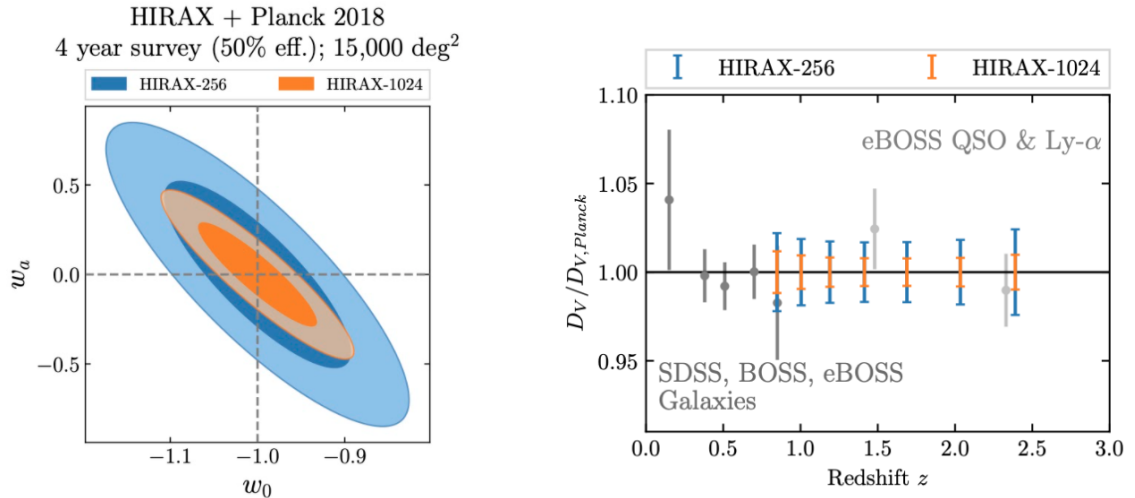 HIRAX + Planck 2018
4 year survey (50% eff.); 15,000 deg²
HIRAX-256 HIRAX-1024
0.5
0.0
−0.5
w_a
−1.1 −1.0 −0.9
w_0
HIRAX-256 HIRAX-1024
1.10
1.05
1.00
0.95
D_V/D_{V,Planck}
eBOSS QSO & Ly-α
SDSS, BOSS, eBOSS
Galaxies
0.0 0.5 1.0 1.5 2.0 2.5 3.0
Redshift z